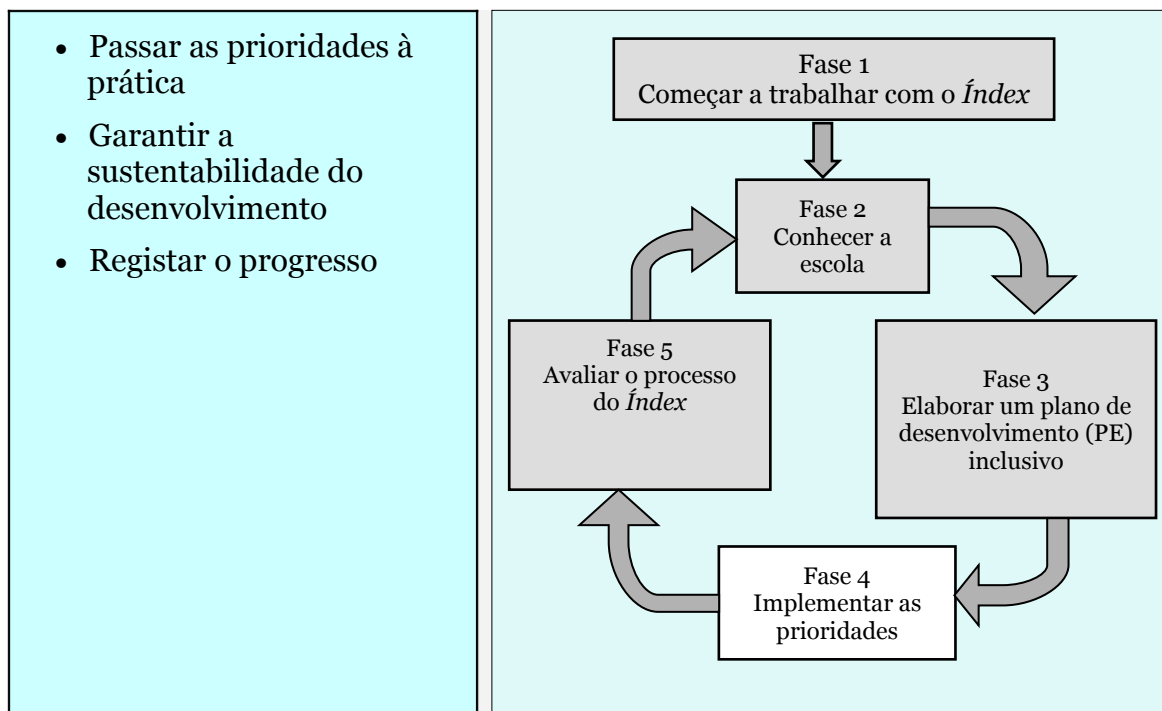 • Passar as prioridades à
prática
• Garantir a
sustentabilidade do
desenvolvimento
• Registar o progresso
Fase 1
Começar a trabalhar com o Índex
Fase 2
Conhecer a
escola
Fase 3
Elaborar um plano de
desenvolvimento (PE)
inclusivo
Fase 4
Implementar as
prioridades
Fase 5
Avaliar o processo
do Índex